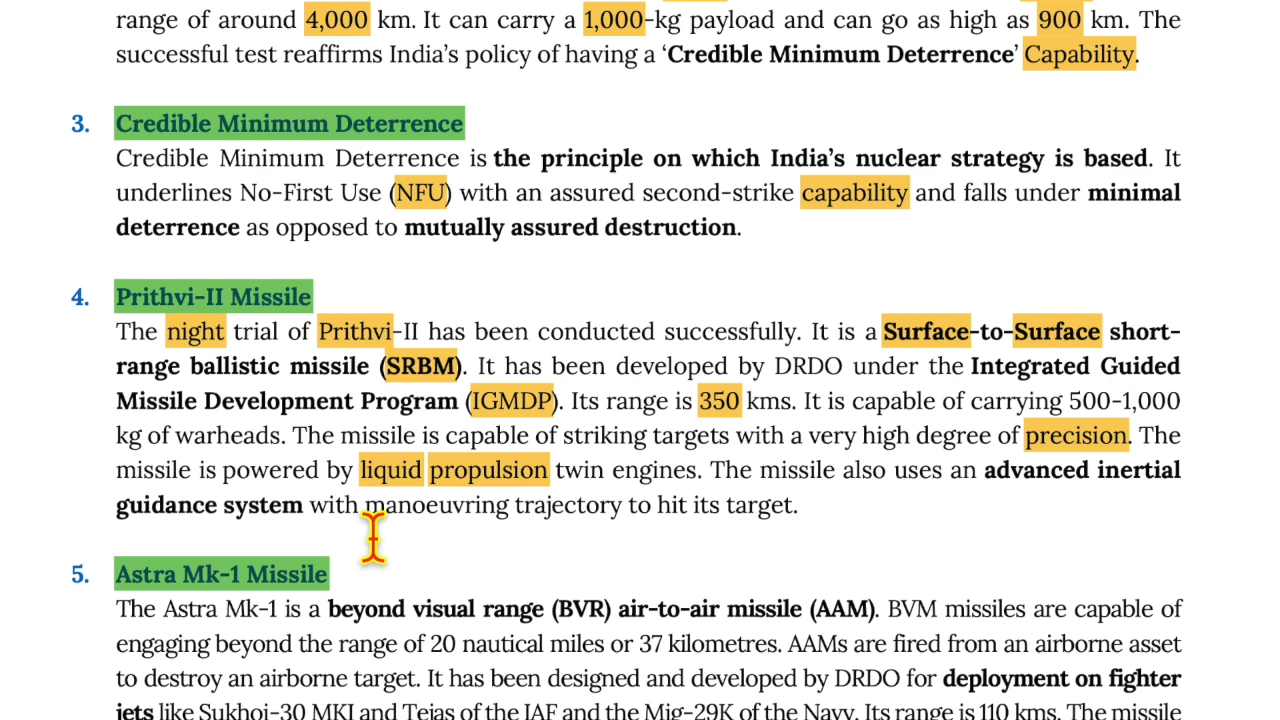 range of around 4,000 km. It can carry a 1,000-kg payload and can go as high as 900 km. The
successful test reaffirms India’s policy of having a ‘Credible Minimum Deterrence’ Capability.
3. Credible Minimum Deterrence
Credible Minimum Deterrence is the principle on which India’s nuclear strategy is based. It
underlines No-First Use (NFU) with an assured second-strike capability and falls under minimal
deterrence as opposed to mutually assured destruction.
4. Prithvi-II Missile
The night trial of Prithvi-II has been conducted successfully. It is a Surface-to-Surface short-
range ballistic missile (SRBM). It has been developed by DRDO under the Integrated Guided
Missile Development Program (IGMDP). Its range is 350 kms. It is capable of carrying 500-1,000
kg of warheads. The missile is capable of striking targets with a very high degree of precision. The
missile is powered by liquid propulsion twin engines. The missile also uses an advanced inertial
guidance system with manoeuvring trajectory to hit its target.
5. Astra Mk-1 Missile
The Astra Mk-1 is a beyond visual range (BVR) air-to-air missile (AAM). BVM missiles are capable of
engaging beyond the range of 20 nautical miles or 37 kilometres. AAMs are fired from an airborne asset
to destroy an airborne target. It has been designed and developed by DRDO for deployment on fighter
jets like Sukhoi-30 MKI and Tejas of the IAF and the Mig-29K of the Navy. Its range is 110 kms. The missile